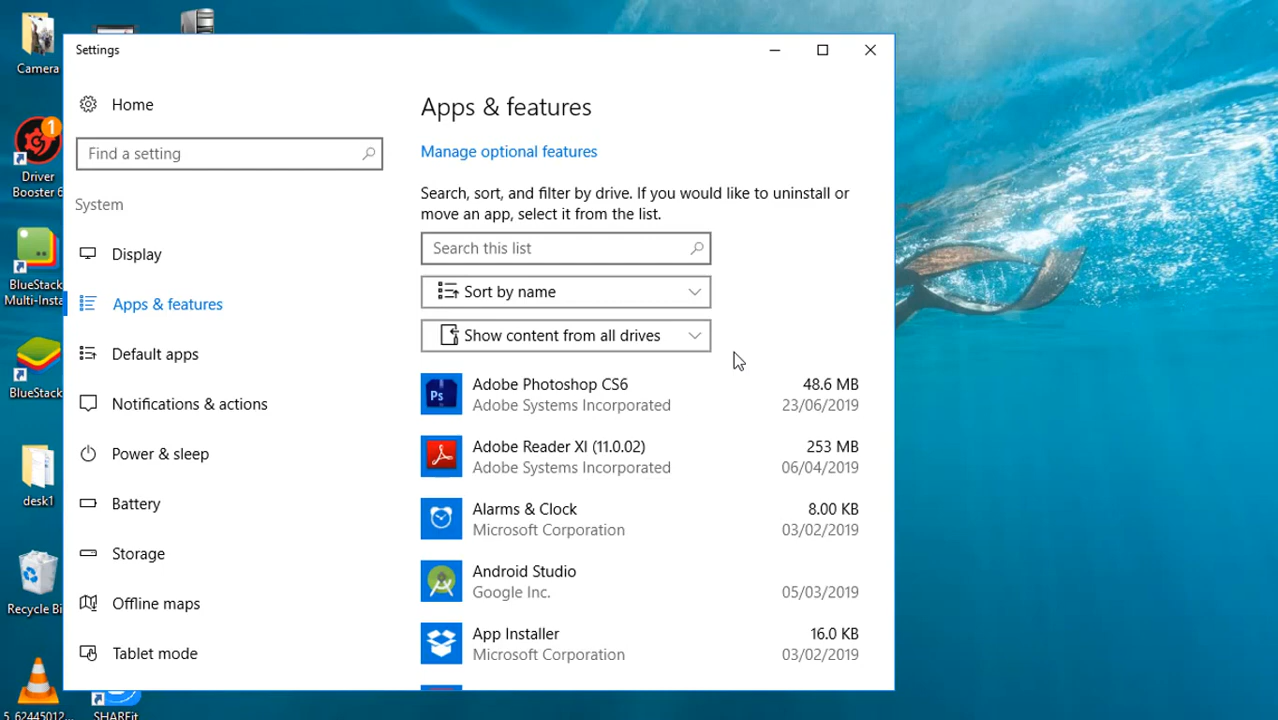 Camera
1
Driver
Booster 6
BlueStack
Multi-Insta
BlueStack
desk1
Recycle Bi
5_62445012...
SHAREit
Settings
Home
Find a setting
System
Display
Apps & features
Default apps
Notifications & actions
Power & sleep
Battery
Storage
Offline maps
Tablet mode
Apps & features
Manage optional features
Search, sort, and filter by drive. If you would like to uninstall or
move an app, select it from the list.
Search this list
Sort by name
Show content from all drives
Ps
Adobe Photoshop CS6 48.6 MB
Adobe Systems Incorporated 23/06/2019
Adobe Reader XI (11.0.02) 253 MB
Adobe Systems Incorporated 06/04/2019
Alarms & Clock 8.00 KB
Microsoft Corporation 03/02/2019
Android Studio
Google Inc. 05/03/2019
App Installer 16.0 KB
Microsoft Corporation 03/02/2019